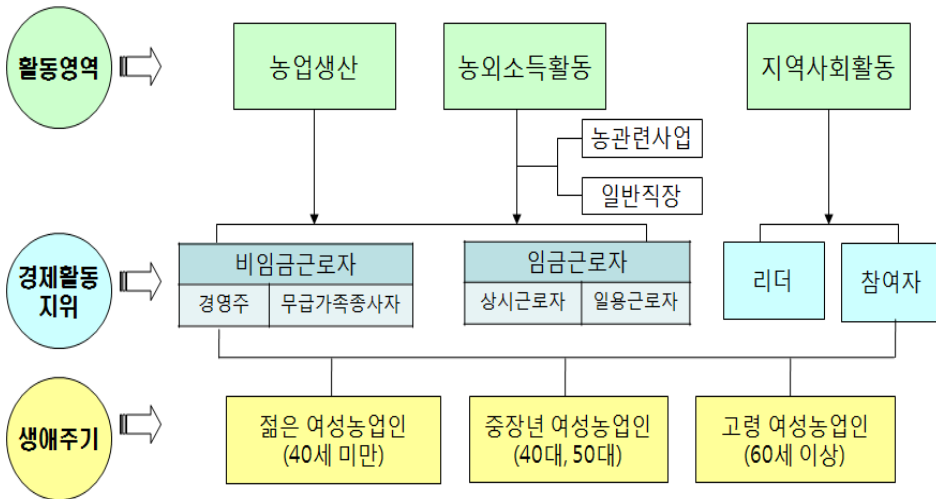 활동영역
농업생산
농외소득활동
지역사회활동
농관련사업
일반직장
경제활동
지위
비임금근로자
경영주
무급가족종사자
임금근로자
상시근로자
일용근로자
리더
참여자
생애주기
젊은 여성농업인
(40세 미만)
중장년 여성농업인
(40대, 50대)
고령 여성농업인
(60세 이상)